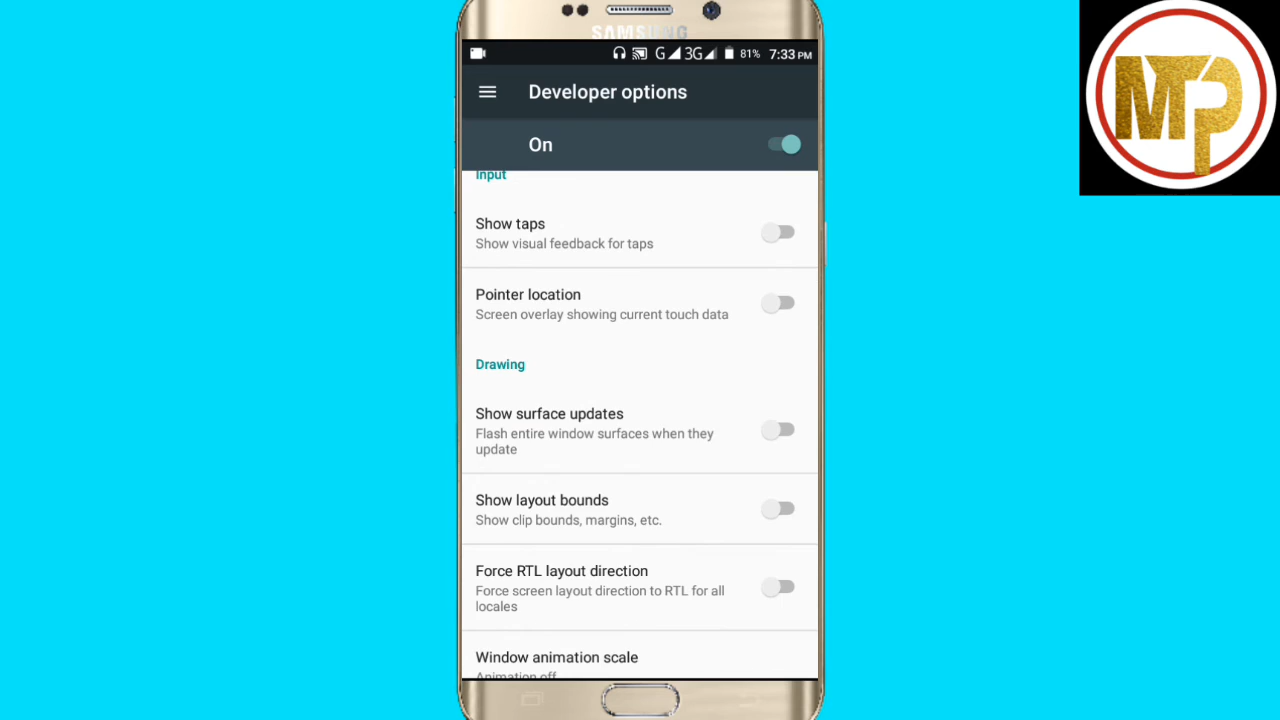 SAMSUNG
G 3G 81% 7:33 PM
Developer options
On
Input
Show taps
Show visual feedback for taps
Pointer location
Screen overlay showing current touch data
Drawing
Show surface updates
Flash entire window surfaces when they
update
Show layout bounds
Show clip bounds, margins, etc.
Force RTL layout direction
Force screen layout direction to RTL for all
locales
Window animation scale
Animation off
MTP